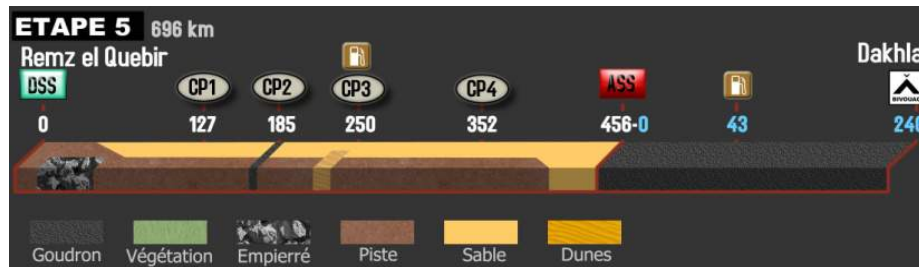 ETAPE 5 696 km
Remz el Quebir Dakhla
DSS CP1 CP2 CP3 CP4 ASS BIVOUAC
0 127 185 250 352 456-0 43 240
Goudron Végétation Empierré Piste Sable Dunes